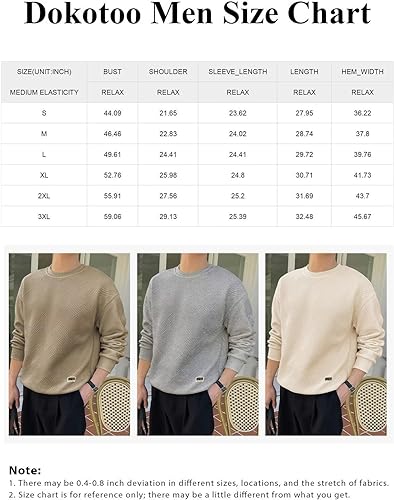 Dokotoo Men Size Chart
SIZE(UNIT:INCH) BUST SHOULDER SLEEVE_LENGTH LENGTH HEM_WIDTH
MEDIUM ELASTICITY RELAX RELAX RELAX RELAX RELAX
S 44.09 21.65 23.62 27.95 36.22
M 46.46 22.83 24.02 28.74 37.8
L 49.61 24.41 24.41 29.72 39.76
XL 52.76 25.98 24.8 30.71 41.73
2XL 55.91 27.56 25.2 31.69 43.7
3XL 59.06 29.13 25.39 32.48 45.67
Note:
1. There may be 0.4-0.8 inch deviation in different sizes, locations, and the stretch of fabrics.
2. Size chart is for reference only; there may be a little different from what you get.